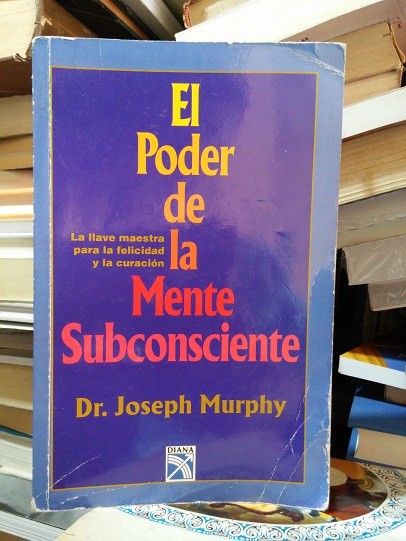 El
Poder
de
la
Mente
Subconsciente
La llave maestra
para la felicidad
y la curación
Dr. Joseph Murphy
DIANA